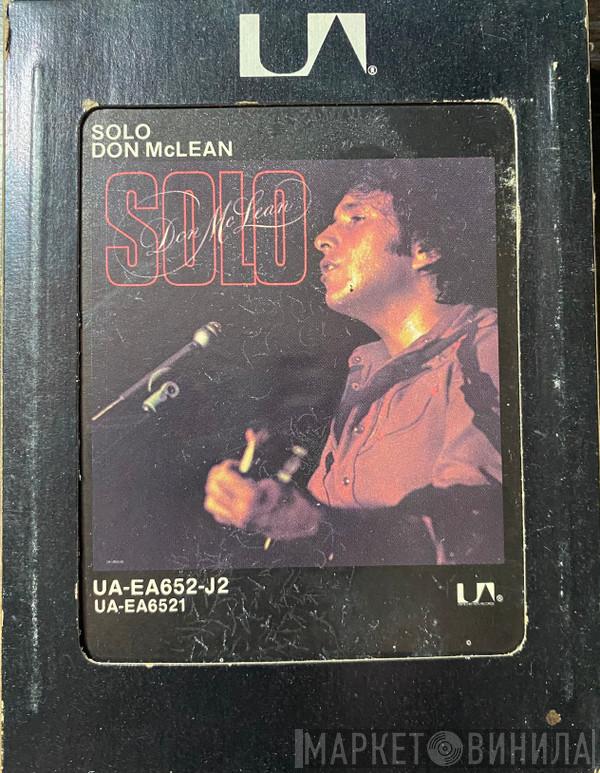 UA®
SOLO
DON McLEAN
SOLO
Don McLean
UA-EA652-J2
UA-EA6521
UA®
МАРКЕТ ВИНИЛА